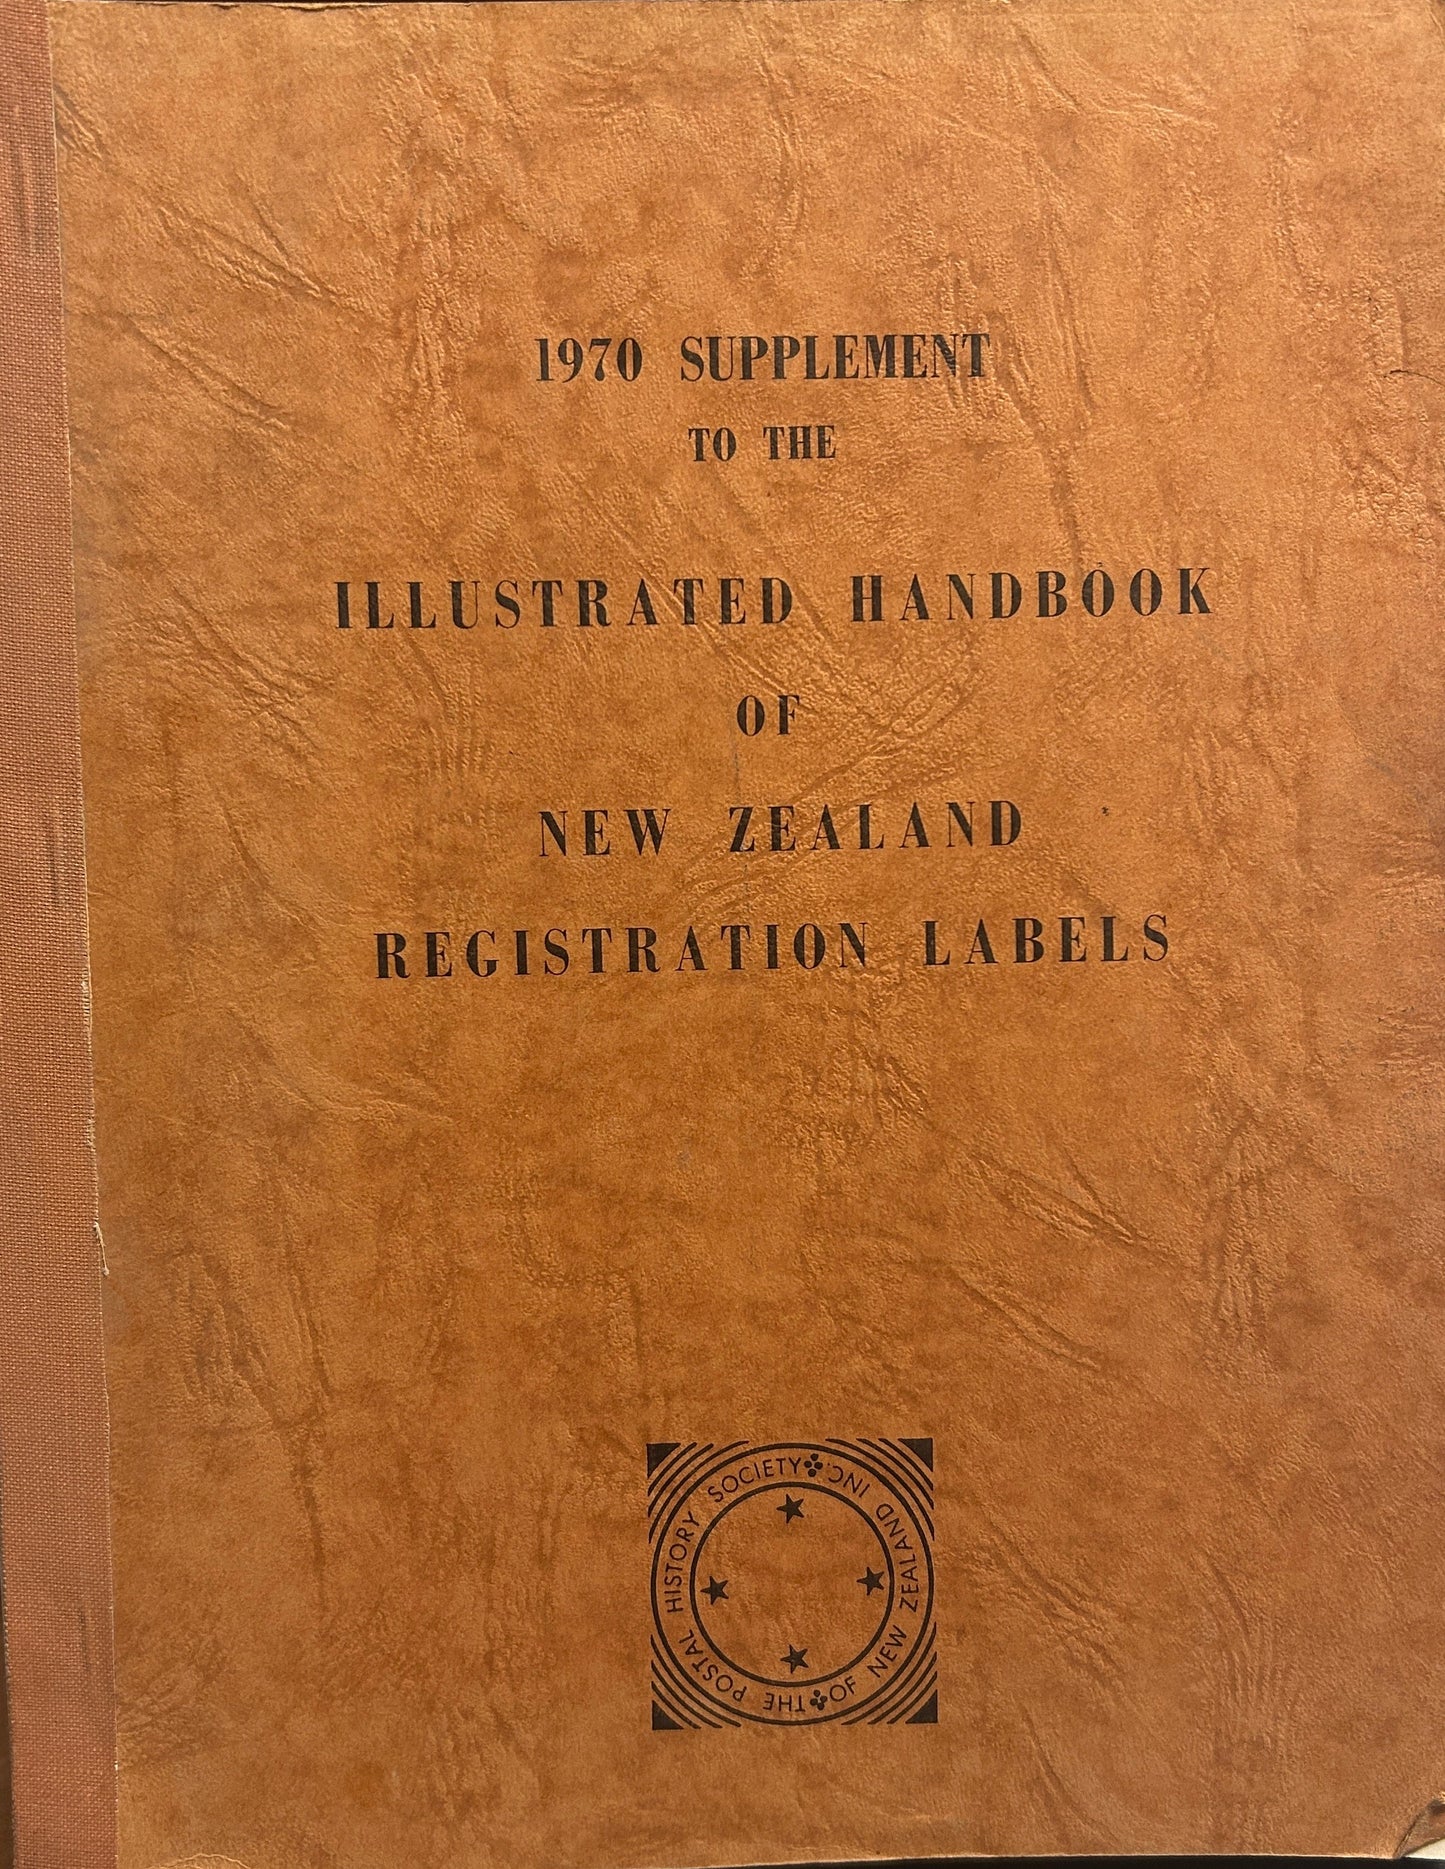 1970 SUPPLEMENT
TO THE
ILLUSTRATED HANDBOOK
OF
NEW ZEALAND
REGISTRATION LABELS
THE POSTAL HISTORY SOCIETY
OF NEW ZEALAND INC.